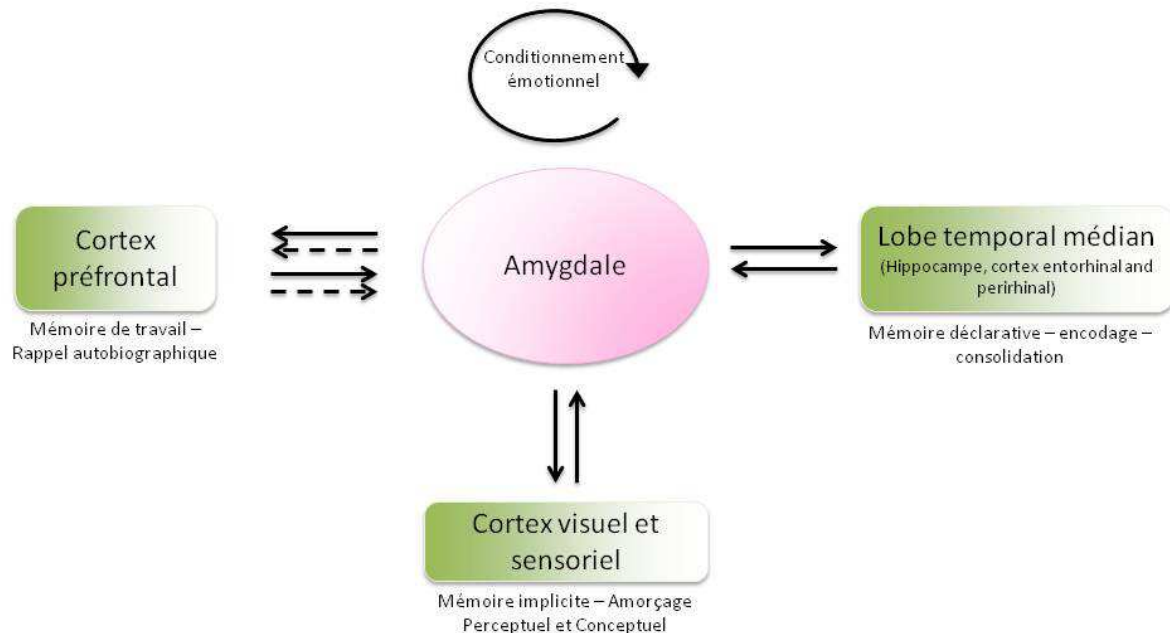 Conditionnement
émotionnel
Cortex
préfrontal
Mémoire de travail –
Rappel autobiographique
Amygdale
Lobe temporal médian
(Hippocampe, cortex entorhinal and
perirhinal)
Mémoire déclarative – encodage –
consolidation
Cortex visuel et
sensoriel
Mémoire implicite – Amorçage
Perceptuel et Conceptuel